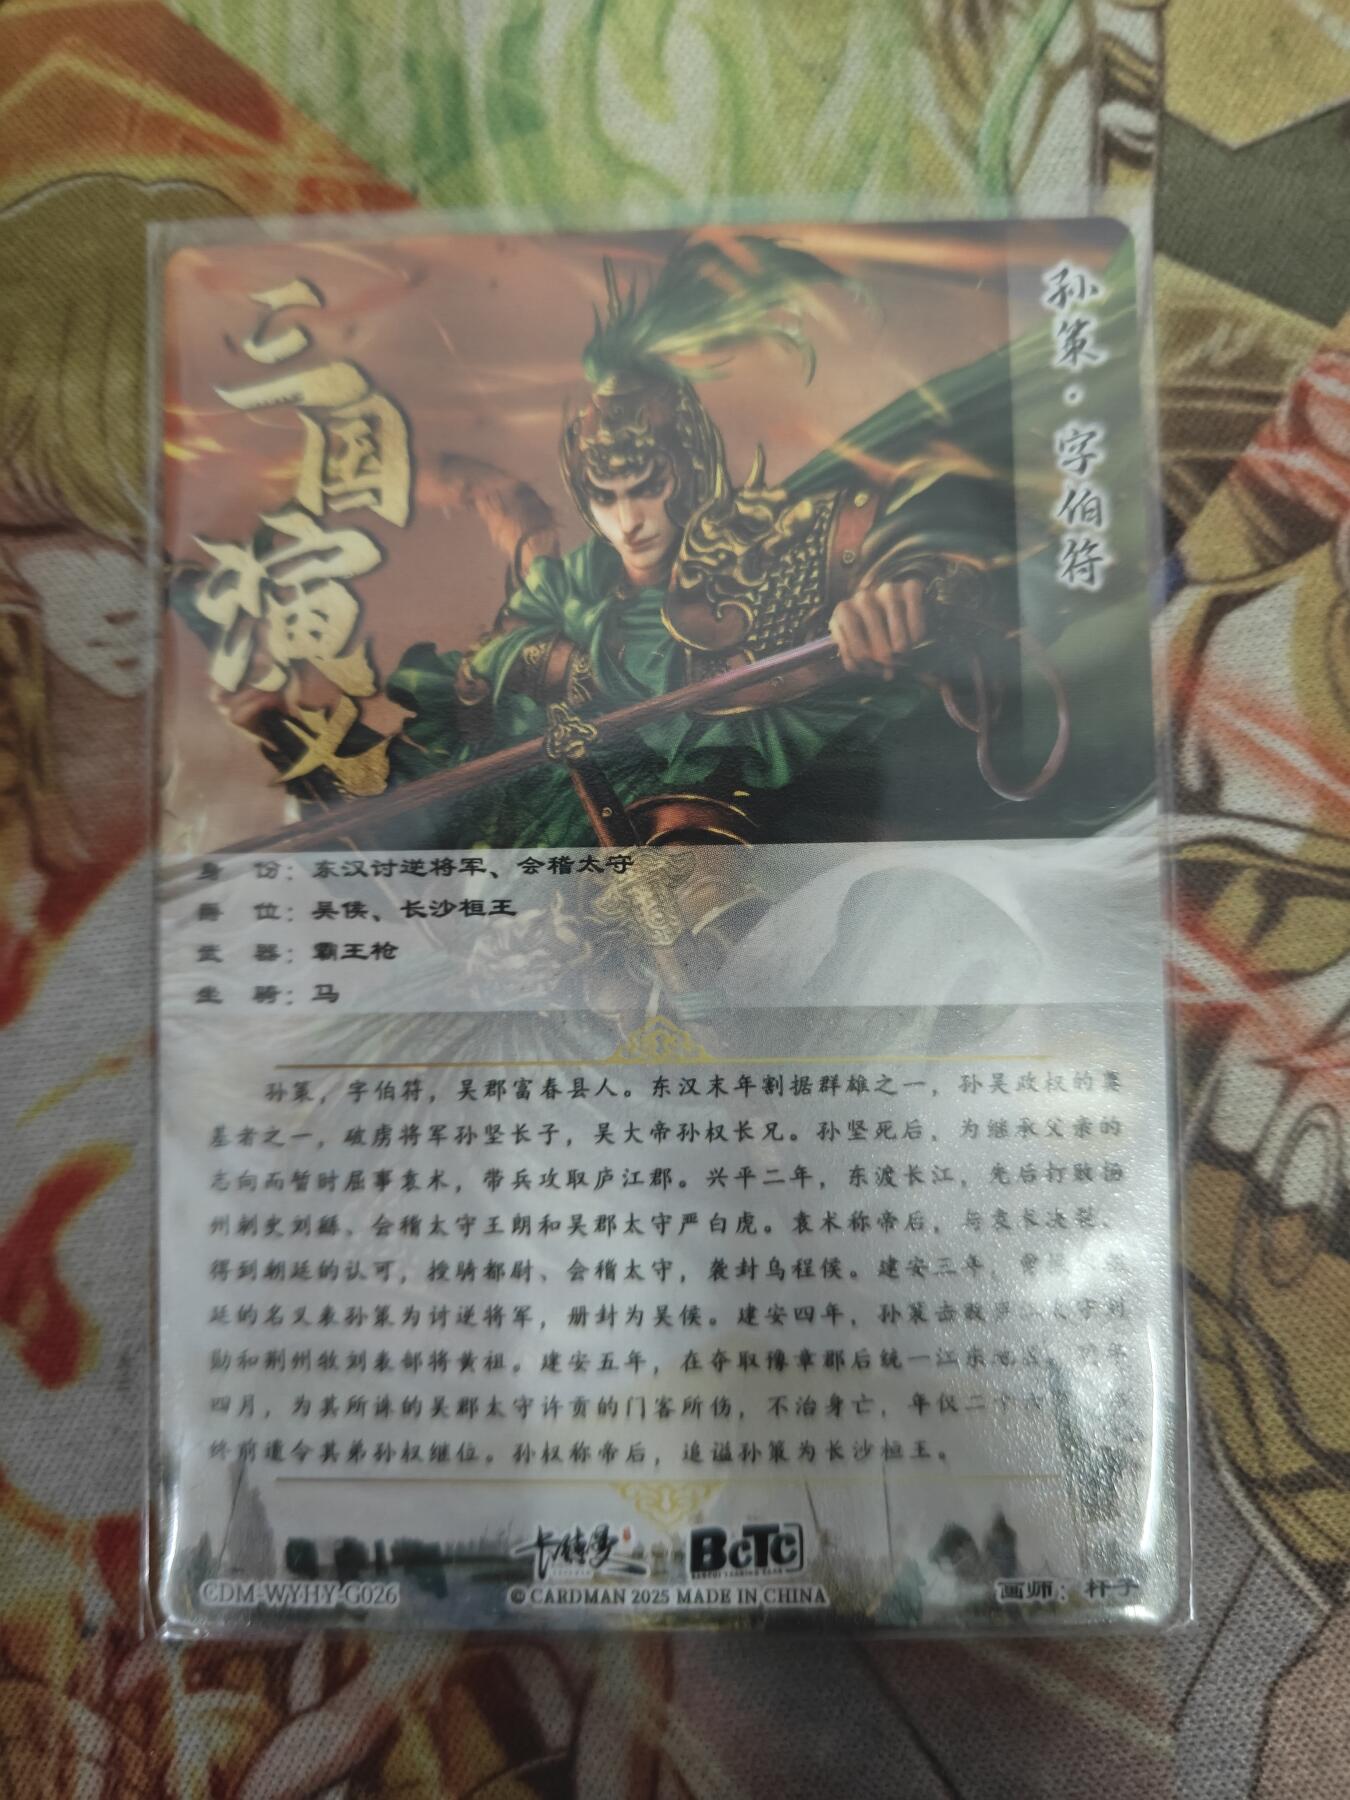 三国演义
孙策·字伯符
身 份：东汉讨逆将军、会稽太守
爵 位：吴侯、长沙桓王
武 器：霸王枪
坐 骑：马
孙策，字伯符，吴郡富春县人。东汉末年割据群雄之一，孙吴政权的奠
基者之一，破虏将军孙坚长子，吴大帝孙权长兄。孙坚死后，为继承父亲的
志向而暂时屈事袁术，带兵攻取庐江郡。兴平二年，东渡长江，先后打败扬
州刺史刘繇、会稽太守王朗和吴郡太守严白虎。袁术称帝后，与袁术决裂，
得到朝廷的认可，授骑都尉、会稽太守，袭封乌程侯。建安三年，
廷的名义表孙策为讨逆将军，册封为吴侯。建安四年，孙策击败 太守刘
勋和荆州牧刘表部将黄祖。建安五年，在夺取豫章郡后统一江东地区。
四月，为其所诛的吴郡太守许贡的门客所伤，不治身亡，年仅二十六
终前遗令其弟孙权继位。孙权称帝后，追谥孙策为长沙桓王。
卡德曼 BCTC
CDM-WYHY-G026 © CARDMAN 2025 MADE IN CHINA 画师：杆子